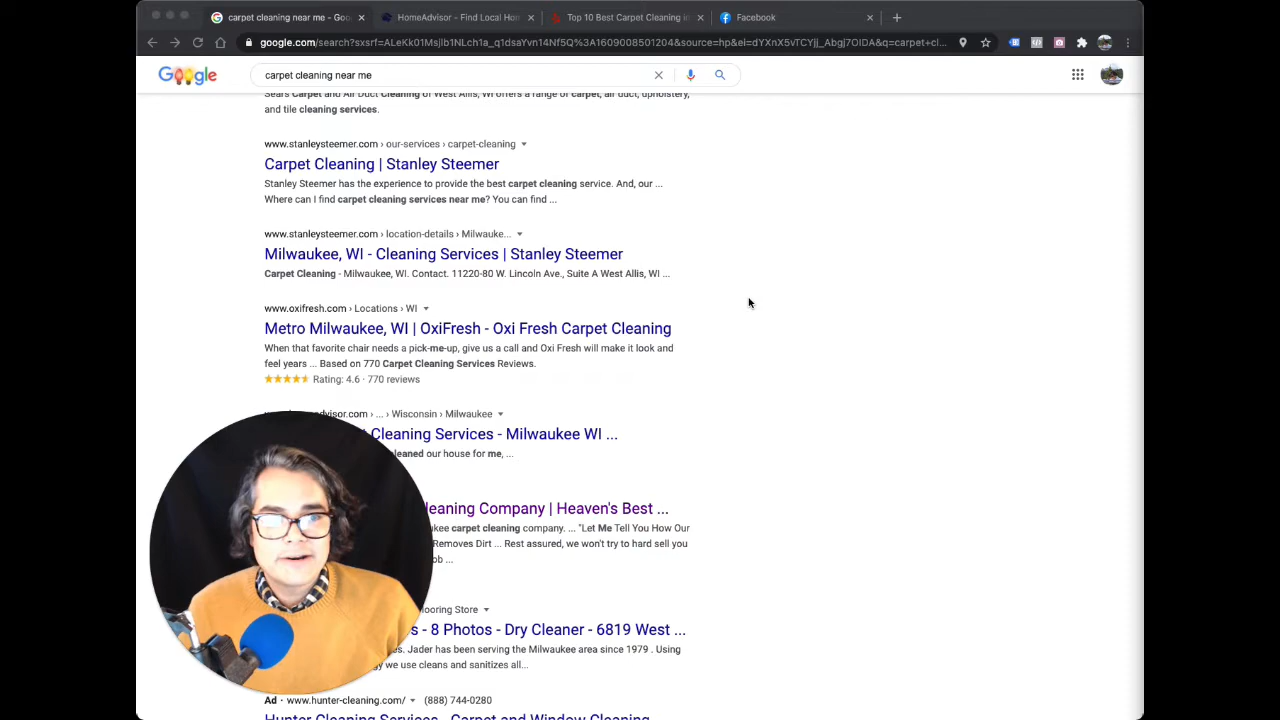 carpet cleaning near me - Goo
HomeAdvisor - Find Local Hom
Top 10 Best Carpet Cleaning in
Facebook
google.com/search?sxsrf=ALeKk01MsjIb1NLch1a_q1dsaYvn14Nf5Q%3A1609008501204&source=hp&ei=dYXnX5vTCYjj_Abgj7OIDA&q=carpet+cl...
Google
carpet cleaning near me
Sears Carpet and Air Duct Cleaning of West Allis, WI offers a range of carpet, air duct, upholstery,
and tile cleaning services.
www.stanleysteemer.com › our-services › carpet-cleaning
Carpet Cleaning | Stanley Steemer
Stanley Steemer has the experience to provide the best carpet cleaning service. And, our ...
Where can I find carpet cleaning services near me? You can find ...
www.stanleysteemer.com › location-details › Milwauke...
Milwaukee, WI - Cleaning Services | Stanley Steemer
Carpet Cleaning - Milwaukee, WI. Contact. 11220-80 W. Lincoln Ave., Suite A West Allis, WI ...
www.oxifresh.com › Locations › WI
Metro Milwaukee, WI | OxiFresh - Oxi Fresh Carpet Cleaning
When that favorite chair needs a pick-me-up, give us a call and Oxi Fresh will make it look and
feel years ... Based on 770 Carpet Cleaning Services Reviews.
Rating: 4.6 · 770 reviews
dvisor.com › ... › Wisconsin › Milwaukee
Cleaning Services - Milwaukee WI ...
leaned our house for me, ...
leaning Company | Heaven's Best ...
ukee carpet cleaning company. ... "Let Me Tell You How Our
Removes Dirt ... Rest assured, we won't try to hard sell you
ob ...
looring Store
s - 8 Photos - Dry Cleaner - 6819 West ...
es. Jader has been serving the Milwaukee area since 1979 . Using
gy we use cleans and sanitizes all...
Ad · www.hunter-cleaning.com/ (888) 744-0280
Hunter Cleaning Services - Carpet and Window Cleaning